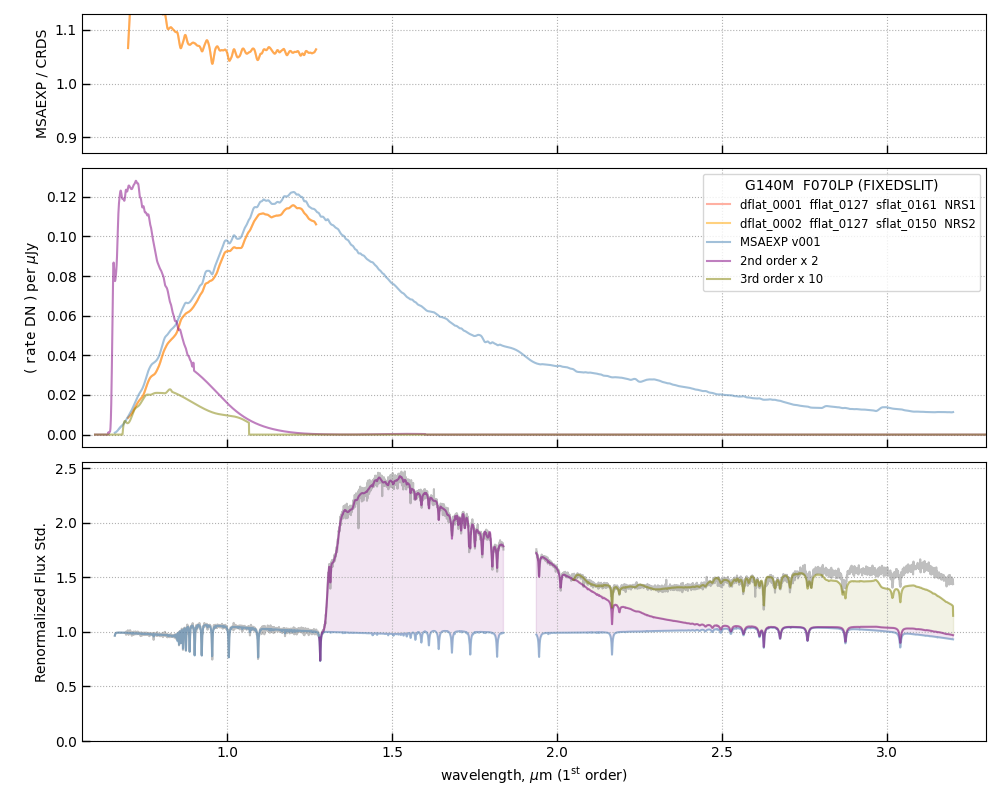 MSAEXP / CRDS
1.1
1.0
0.9
( rate DN ) per μJy
0.12
0.10
0.08
0.06
0.04
0.02
0.00
G140M F070LP (FIXEDSLIT)
dflat_0001 fflat_0127 sflat_0161 NRS1
dflat_0002 fflat_0127 sflat_0150 NRS2
MSAEXP v001
2nd order x 2
3rd order x 10
Renormalized Flux Std.
2.5
2.0
1.5
1.0
0.5
0.0
1.0 1.5 2.0 2.5 3.0
wavelength, μm (1st order)